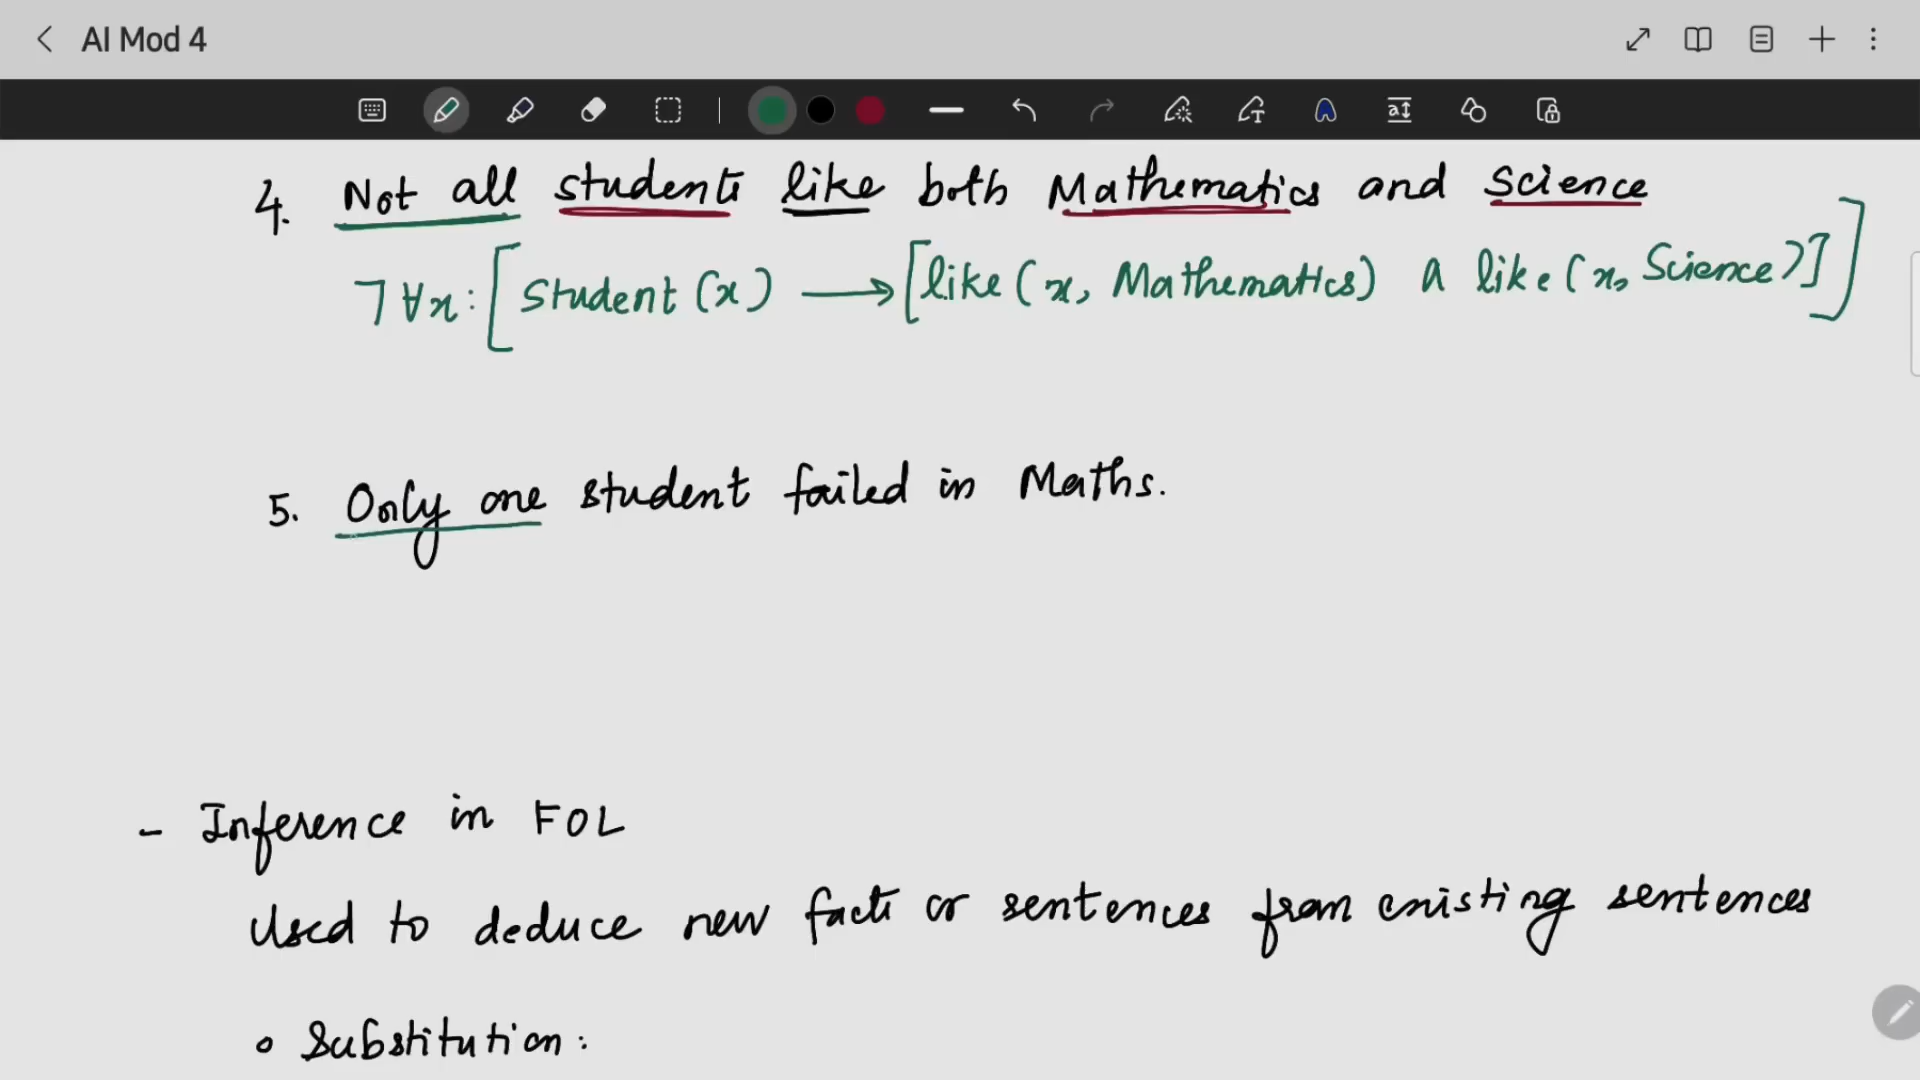 AI Mod 4
4. Not all students like both Mathematics and Science
¬∀x: [Student(x) → [like(x, Mathematics) ∧ like(x, Science)]]
5. Only one student failed in Maths.
- Inference in FOL
Used to deduce new facts or sentences from existing sentences
o Substitution: